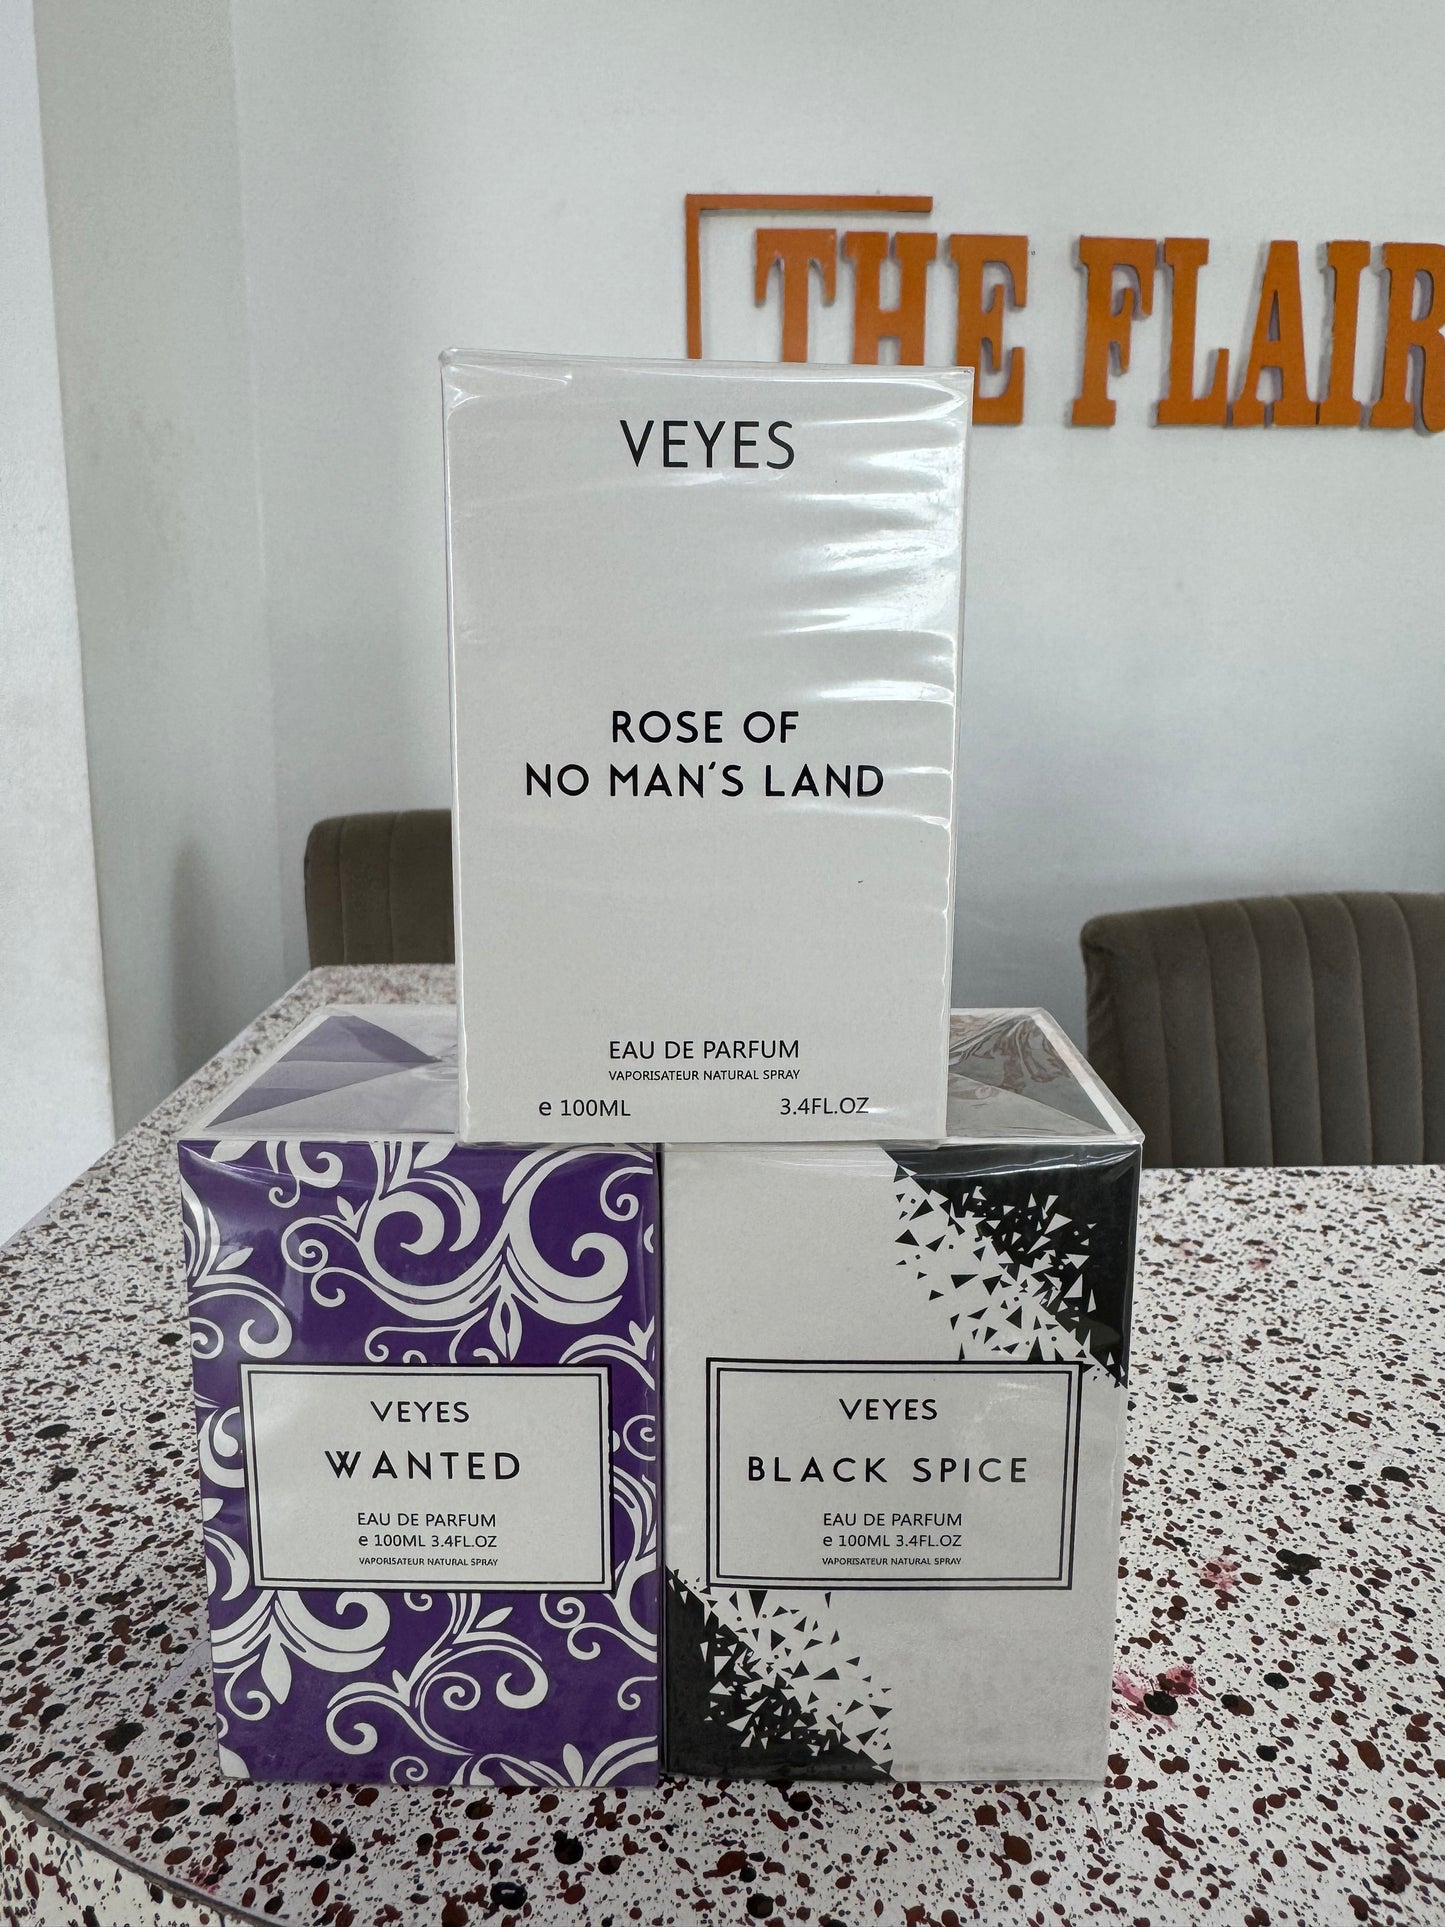 THE FLAIR
VEYES
ROSE OF
NO MAN'S LAND
EAU DE PARFUM
VAPORISATEUR NATURAL SPRAY
e 100ML 3.4FL.OZ
VEYES
WANTED
EAU DE PARFUM
e 100ML 3.4FL.OZ
VAPORISATEUR NATURAL SPRAY
VEYES
BLACK SPICE
EAU DE PARFUM
e 100ML 3.4FL.OZ
VAPORISATEUR NATURAL SPRAY